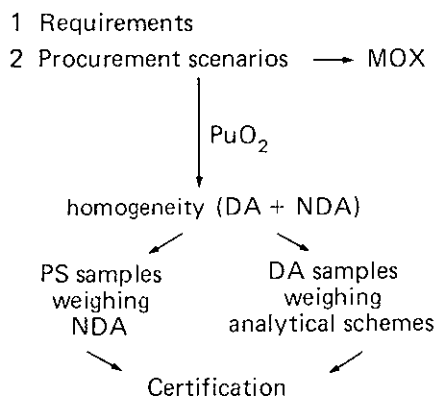 1 Requirements
2 Procurement scenarios → MOX
PuO₂
homogeneity (DA + NDA)
PS samples
weighing
NDA
DA samples
weighing
analytical schemes
Certification